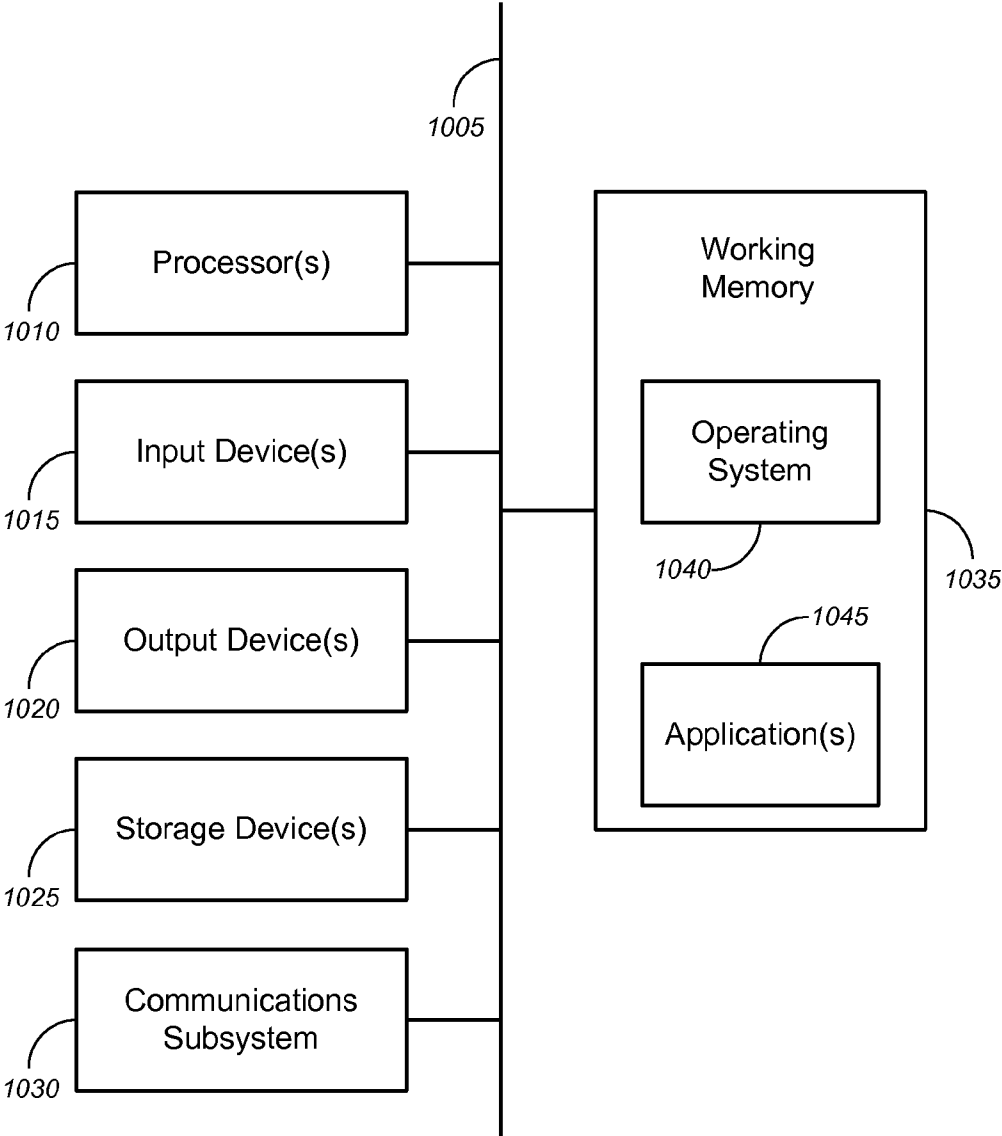 1005
Processor(s)
1010
Input Device(s)
1015
Output Device(s)
1020
Storage Device(s)
1025
Communications
Subsystem
1030
Working
Memory
Operating
System
1040
1035
1045
Application(s)